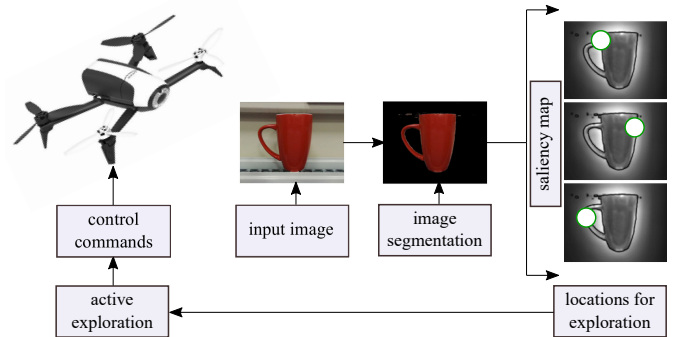 saliency map
control
commands
input image
image
segmentation
active
exploration
locations for
exploration